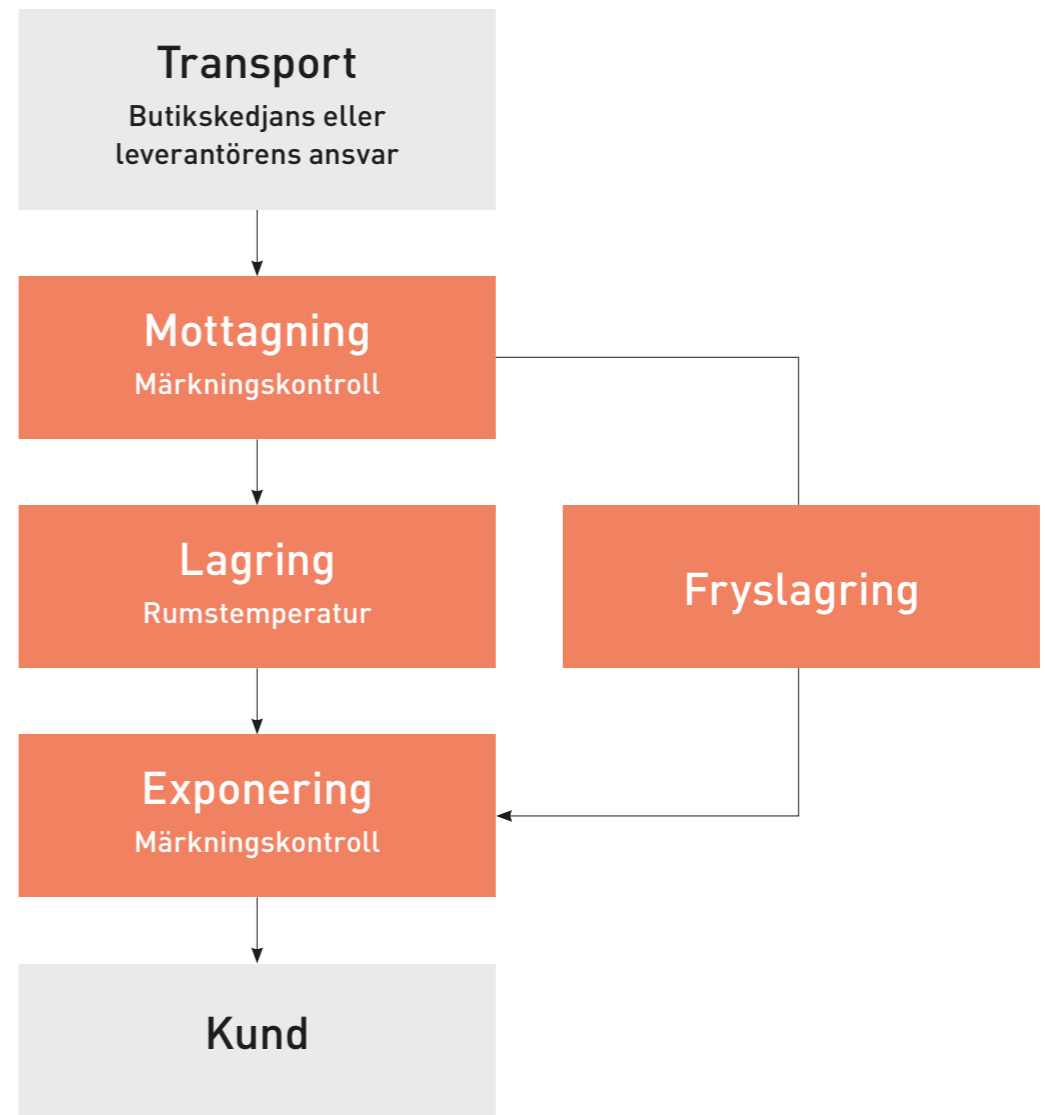 Transport
Butikskedjans eller
leverantörens ansvar
Mottagning
Märkningskontroll
Lagring
Rumstemperatur
Fryslagring
Exponering
Märkningskontroll
Kund